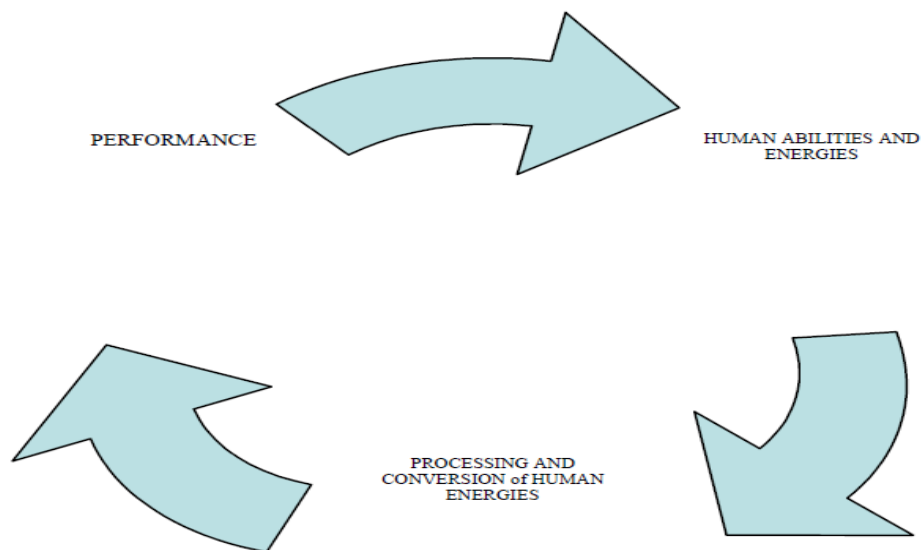 PERFORMANCE
HUMAN ABILITIES AND
ENERGIES
PROCESSING AND
CONVERSION of HUMAN
ENERGIES